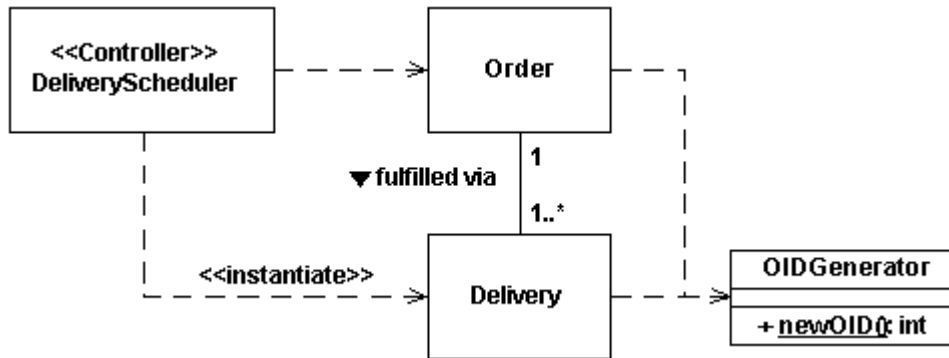 <<Controller>>
DeliveryScheduler
Order
1
fulfilled via
1..*
<<instantiate>>
Delivery
OIDGenerator
+ newOID(): int